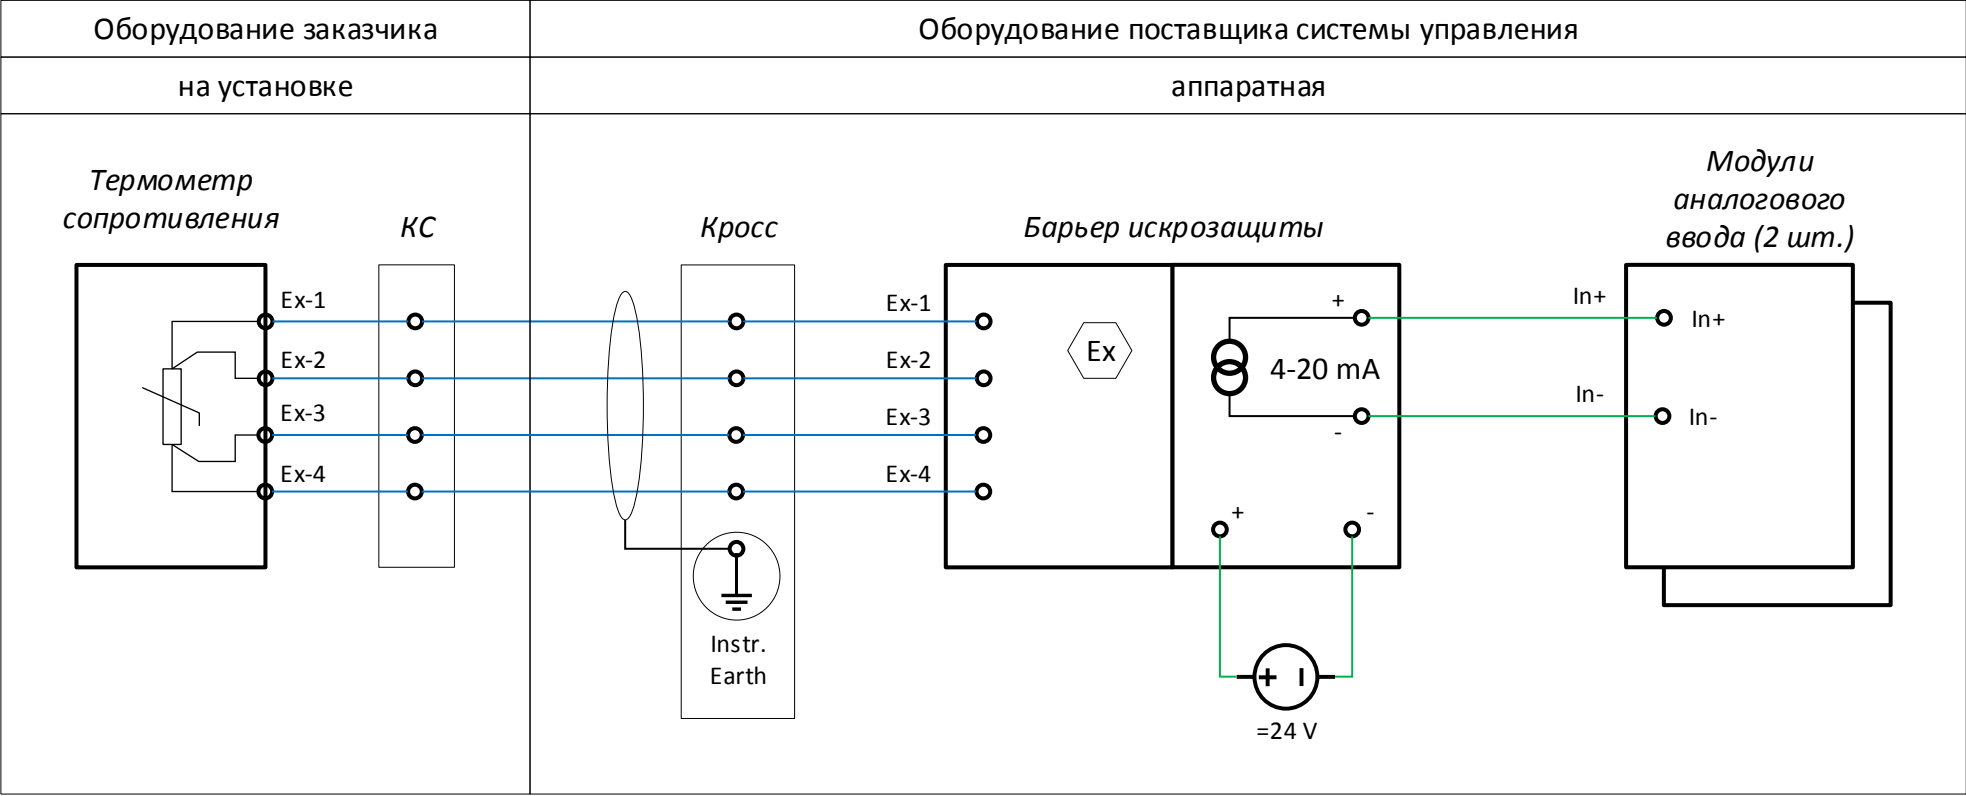 Оборудование заказчика
Оборудование поставщика системы управления
на установке
аппаратная
Термометр
сопротивления
КС
Кросс
Барьер искрозащиты
Модули
аналогового
ввода (2 шт.)
Ex-1
Ex-2
Ex-3
Ex-4
Ex-1
Ex-2
Ex-3
Ex-4
Ex
+
4-20 mA
-
+
-
In+
In-
In+
In-
Instr.
Earth
=24 V